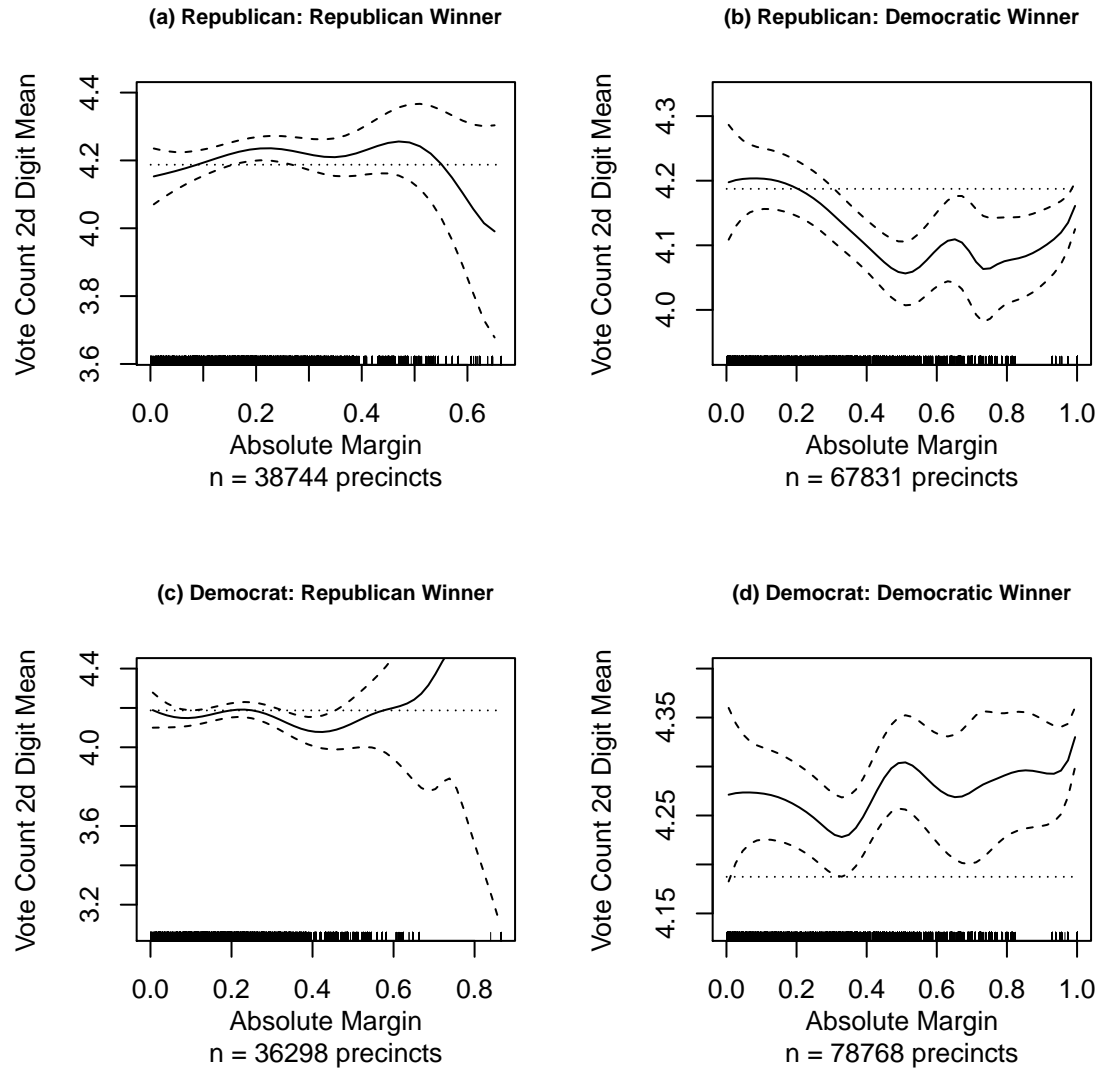 (a) Republican: Republican Winner
Vote Count 2d Digit Mean
4.4
4.2
4.0
3.8
3.6
0.0 0.2 0.4 0.6
Absolute Margin
n = 38744 precincts
(b) Republican: Democratic Winner
Vote Count 2d Digit Mean
4.3
4.2
4.1
4.0
0.0 0.2 0.4 0.6 0.8 1.0
Absolute Margin
n = 67831 precincts
(c) Democrat: Republican Winner
Vote Count 2d Digit Mean
4.4
4.0
3.6
3.2
0.0 0.2 0.4 0.6 0.8
Absolute Margin
n = 36298 precincts
(d) Democrat: Democratic Winner
Vote Count 2d Digit Mean
4.35
4.25
4.15
0.0 0.2 0.4 0.6 0.8 1.0
Absolute Margin
n = 78768 precincts